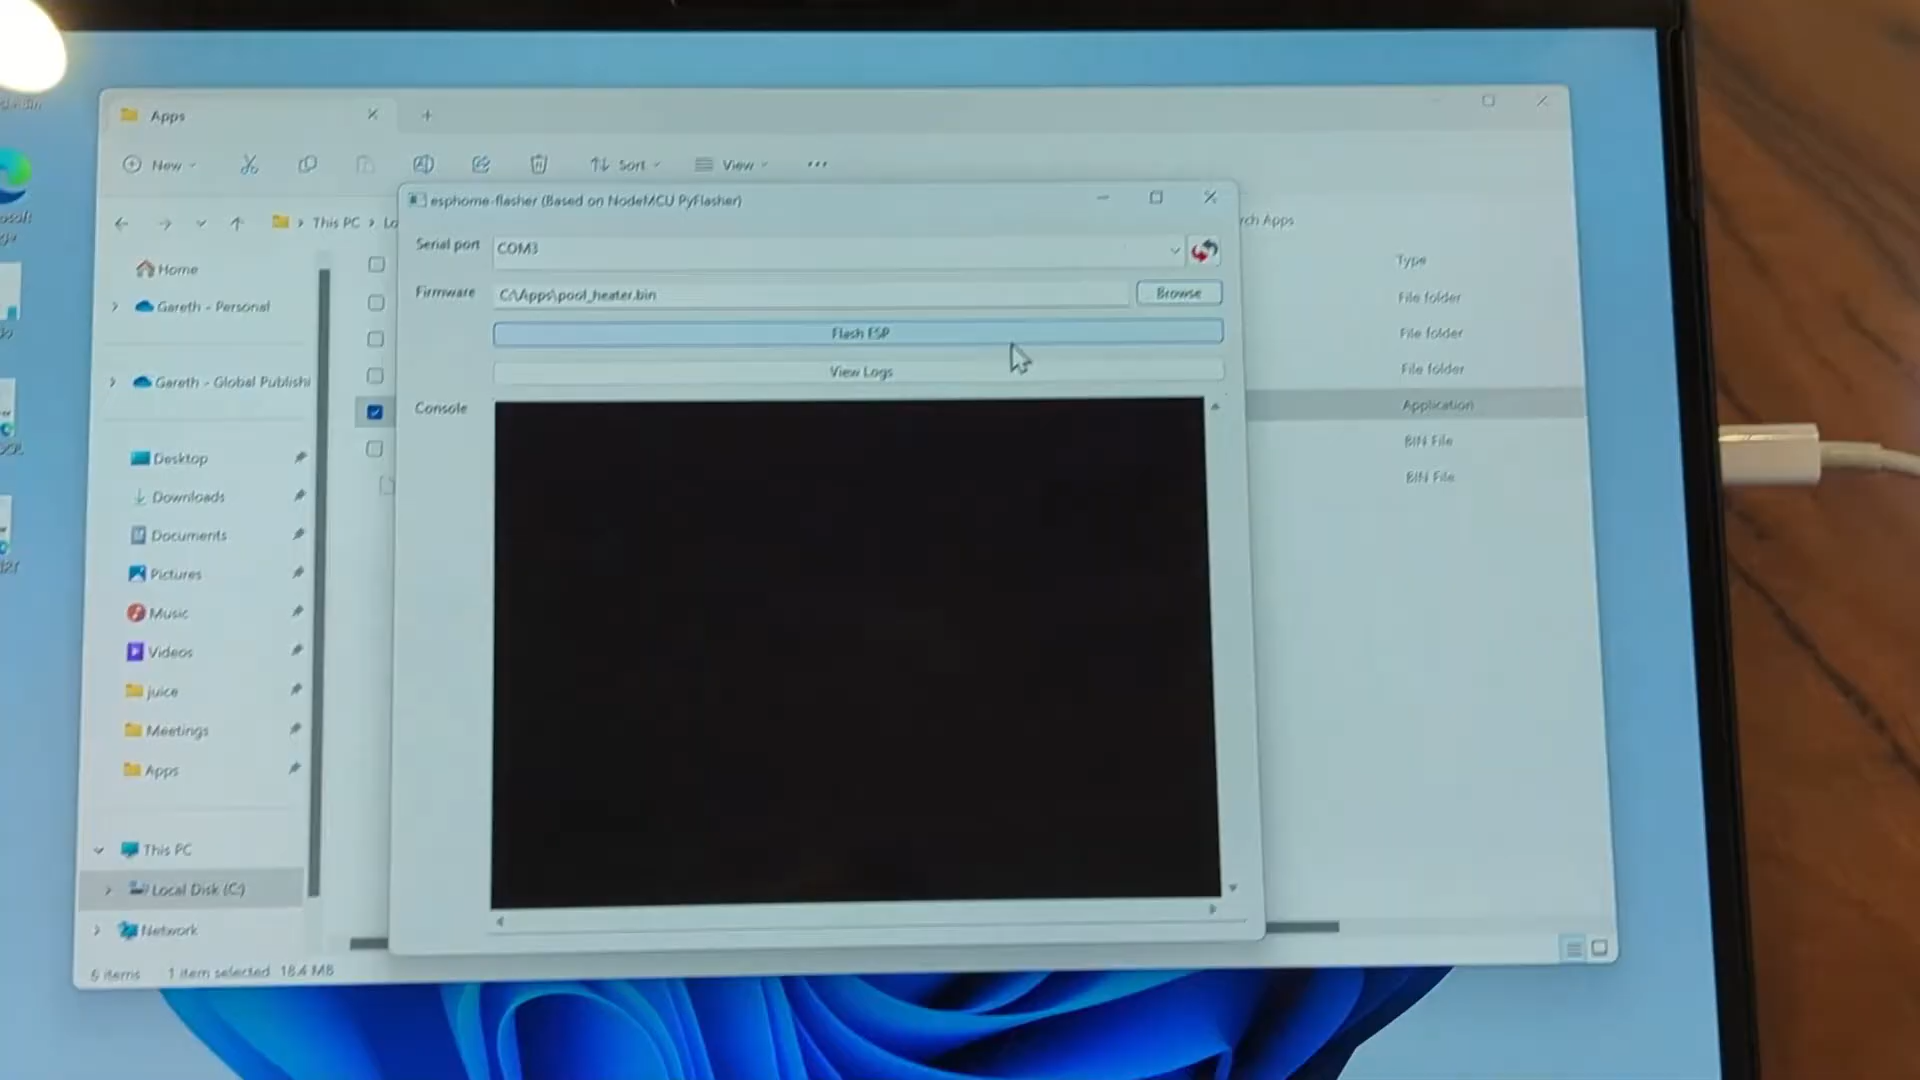 Apps
New
Sort
View
esphome-flasher (Based on NodeMCU PyFlasher)
This PC
Lo
rch Apps
Serial port
COM3
Firmware
C:\Apps\pool_heater.bin
Browse
Flash ESP
View Logs
Console
Home
Gareth - Personal
Gareth - Global Publishi
Desktop
Downloads
Documents
Pictures
Music
Videos
juice
Meetings
Apps
This PC
Local Disk (C:)
Network
Type
File folder
File folder
File folder
Application
BIN File
BIN File
6 items
1 item selected
18.4 MB